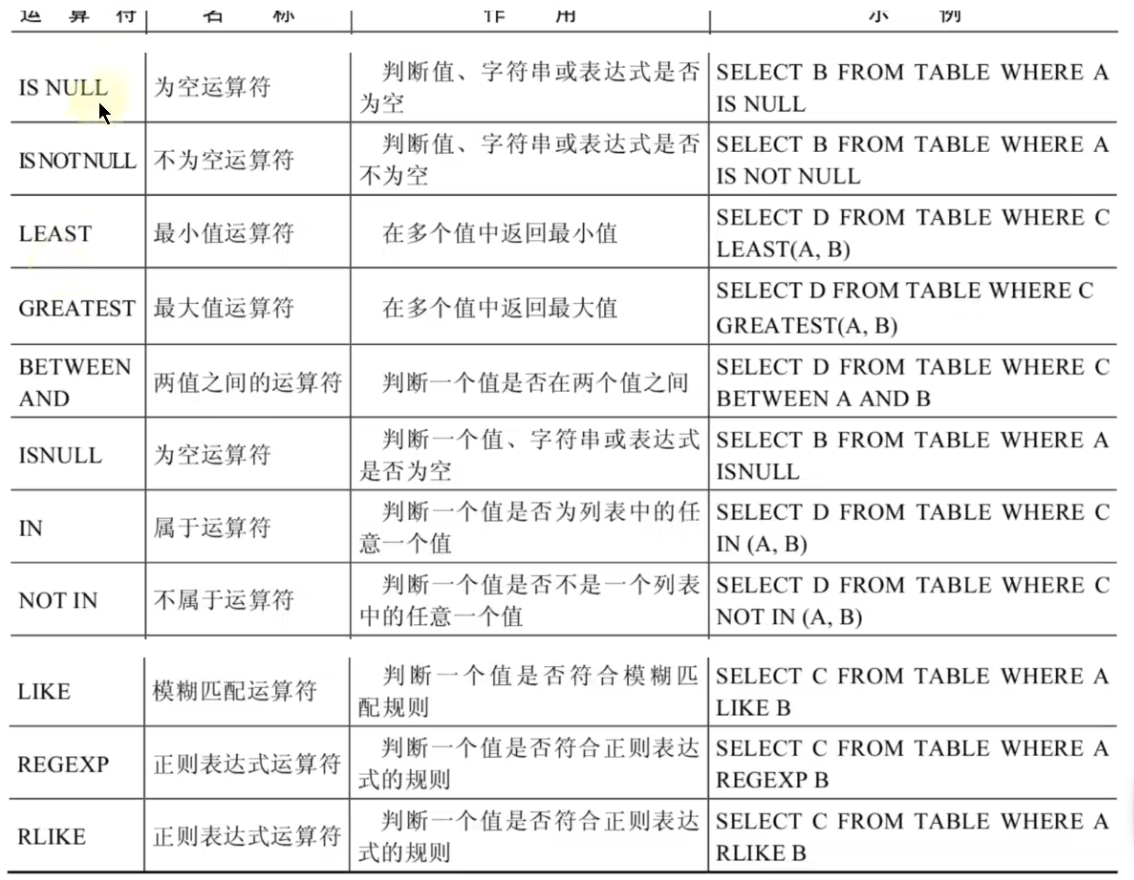 运 算 符 名 称 作 用 示 例
IS NULL 为空运算符 判断值、字符串或表达式是否为空 SELECT B FROM TABLE WHERE A IS NULL
IS NOT NULL 不为空运算符 判断值、字符串或表达式是否不为空 SELECT B FROM TABLE WHERE A IS NOT NULL
LEAST 最小值运算符 在多个值中返回最小值 SELECT D FROM TABLE WHERE C LEAST(A, B)
GREATEST 最大值运算符 在多个值中返回最大值 SELECT D FROM TABLE WHERE C GREATEST(A, B)
BETWEEN AND 两值之间的运算符 判断一个值是否在两个值之间 SELECT D FROM TABLE WHERE C BETWEEN A AND B
ISNULL 为空运算符 判断一个值、字符串或表达式是否为空 SELECT B FROM TABLE WHERE A ISNULL
IN 属于运算符 判断一个值是否为列表中的任意一个值 SELECT D FROM TABLE WHERE C IN (A, B)
NOT IN 不属于运算符 判断一个值是否不是一个列表中的任意一个值 SELECT D FROM TABLE WHERE C NOT IN (A, B)
LIKE 模糊匹配运算符 判断一个值是否符合模糊匹配规则 SELECT C FROM TABLE WHERE A LIKE B
REGEXP 正则表达式运算符 判断一个值是否符合正则表达式的规则 SELECT C FROM TABLE WHERE A REGEXP B
RLIKE 正则表达式运算符 判断一个值是否符合正则表达式的规则 SELECT C FROM TABLE WHERE A RLIKE B